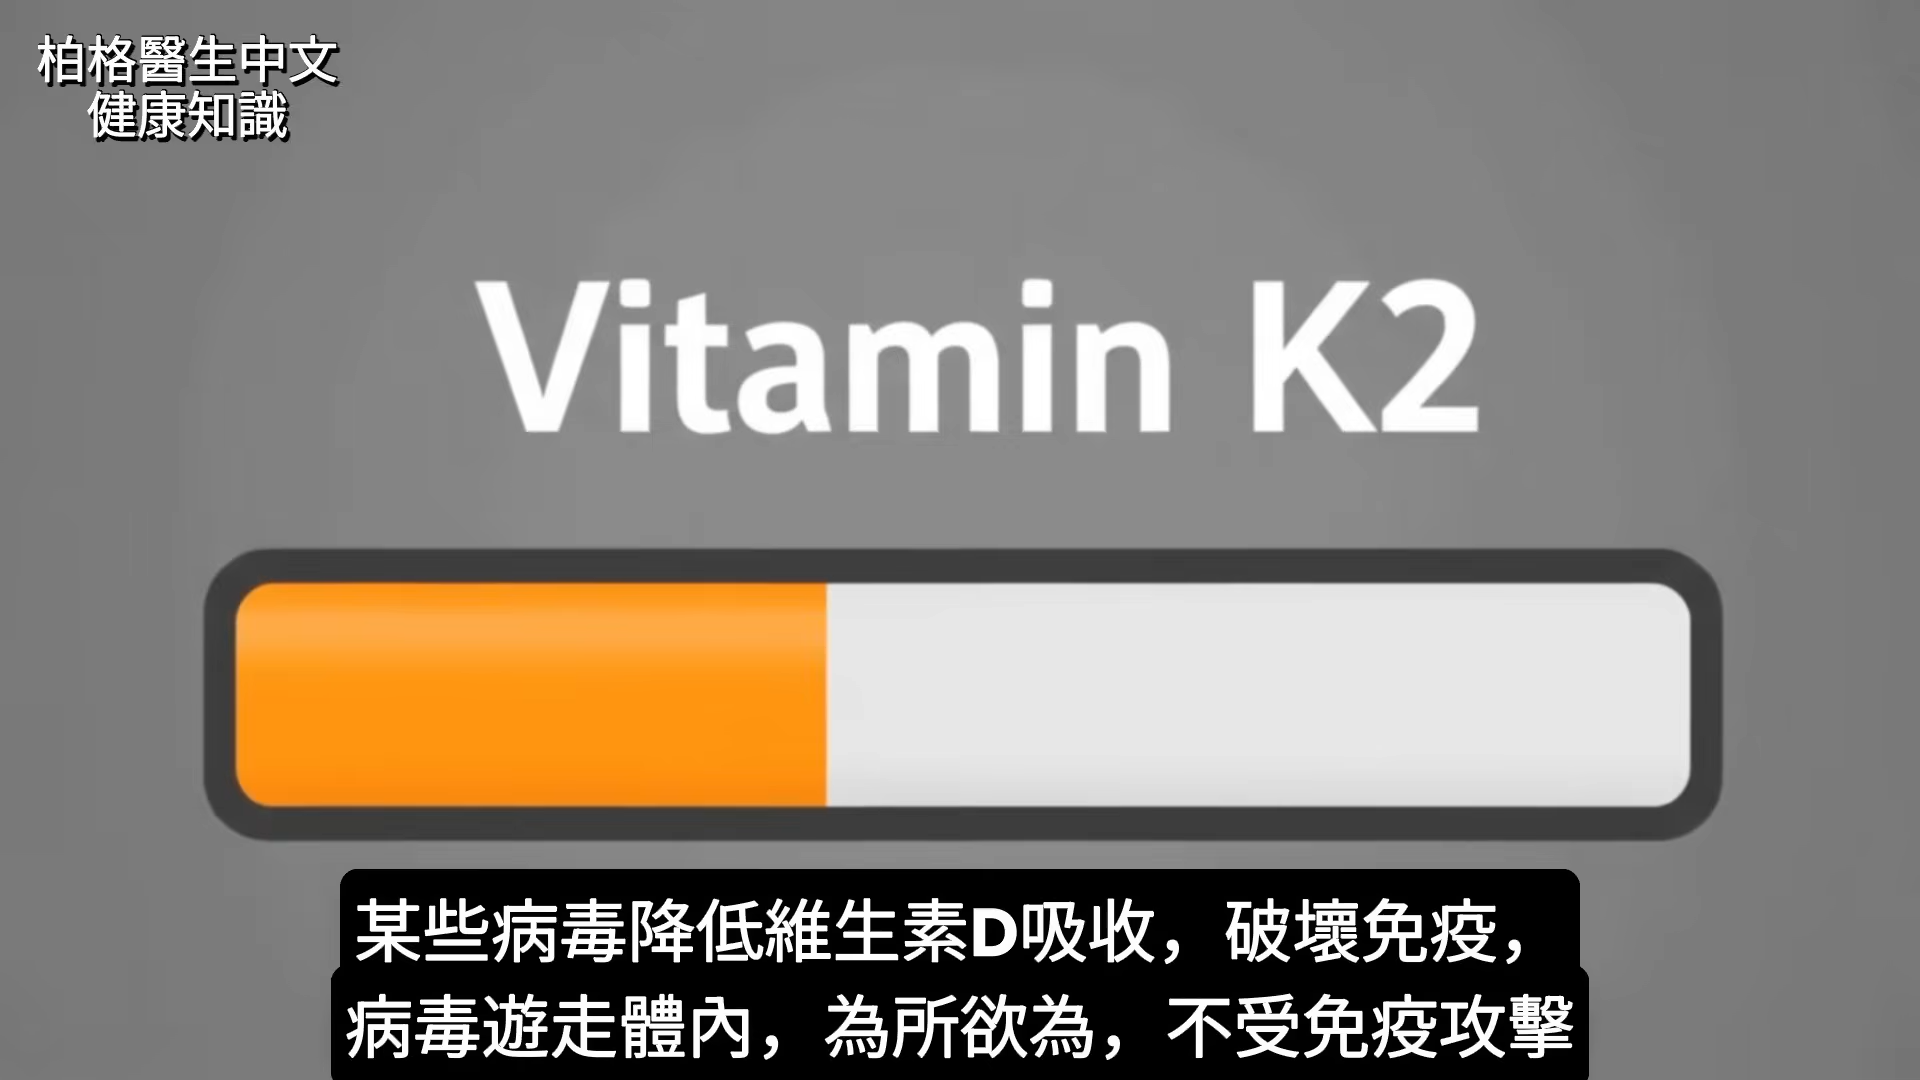 柏格醫生中文
健康知識
Vitamin K2
某些病毒降低維生素D吸收，破壞免疫，
病毒遊走體內，為所欲為，不受免疫攻擊